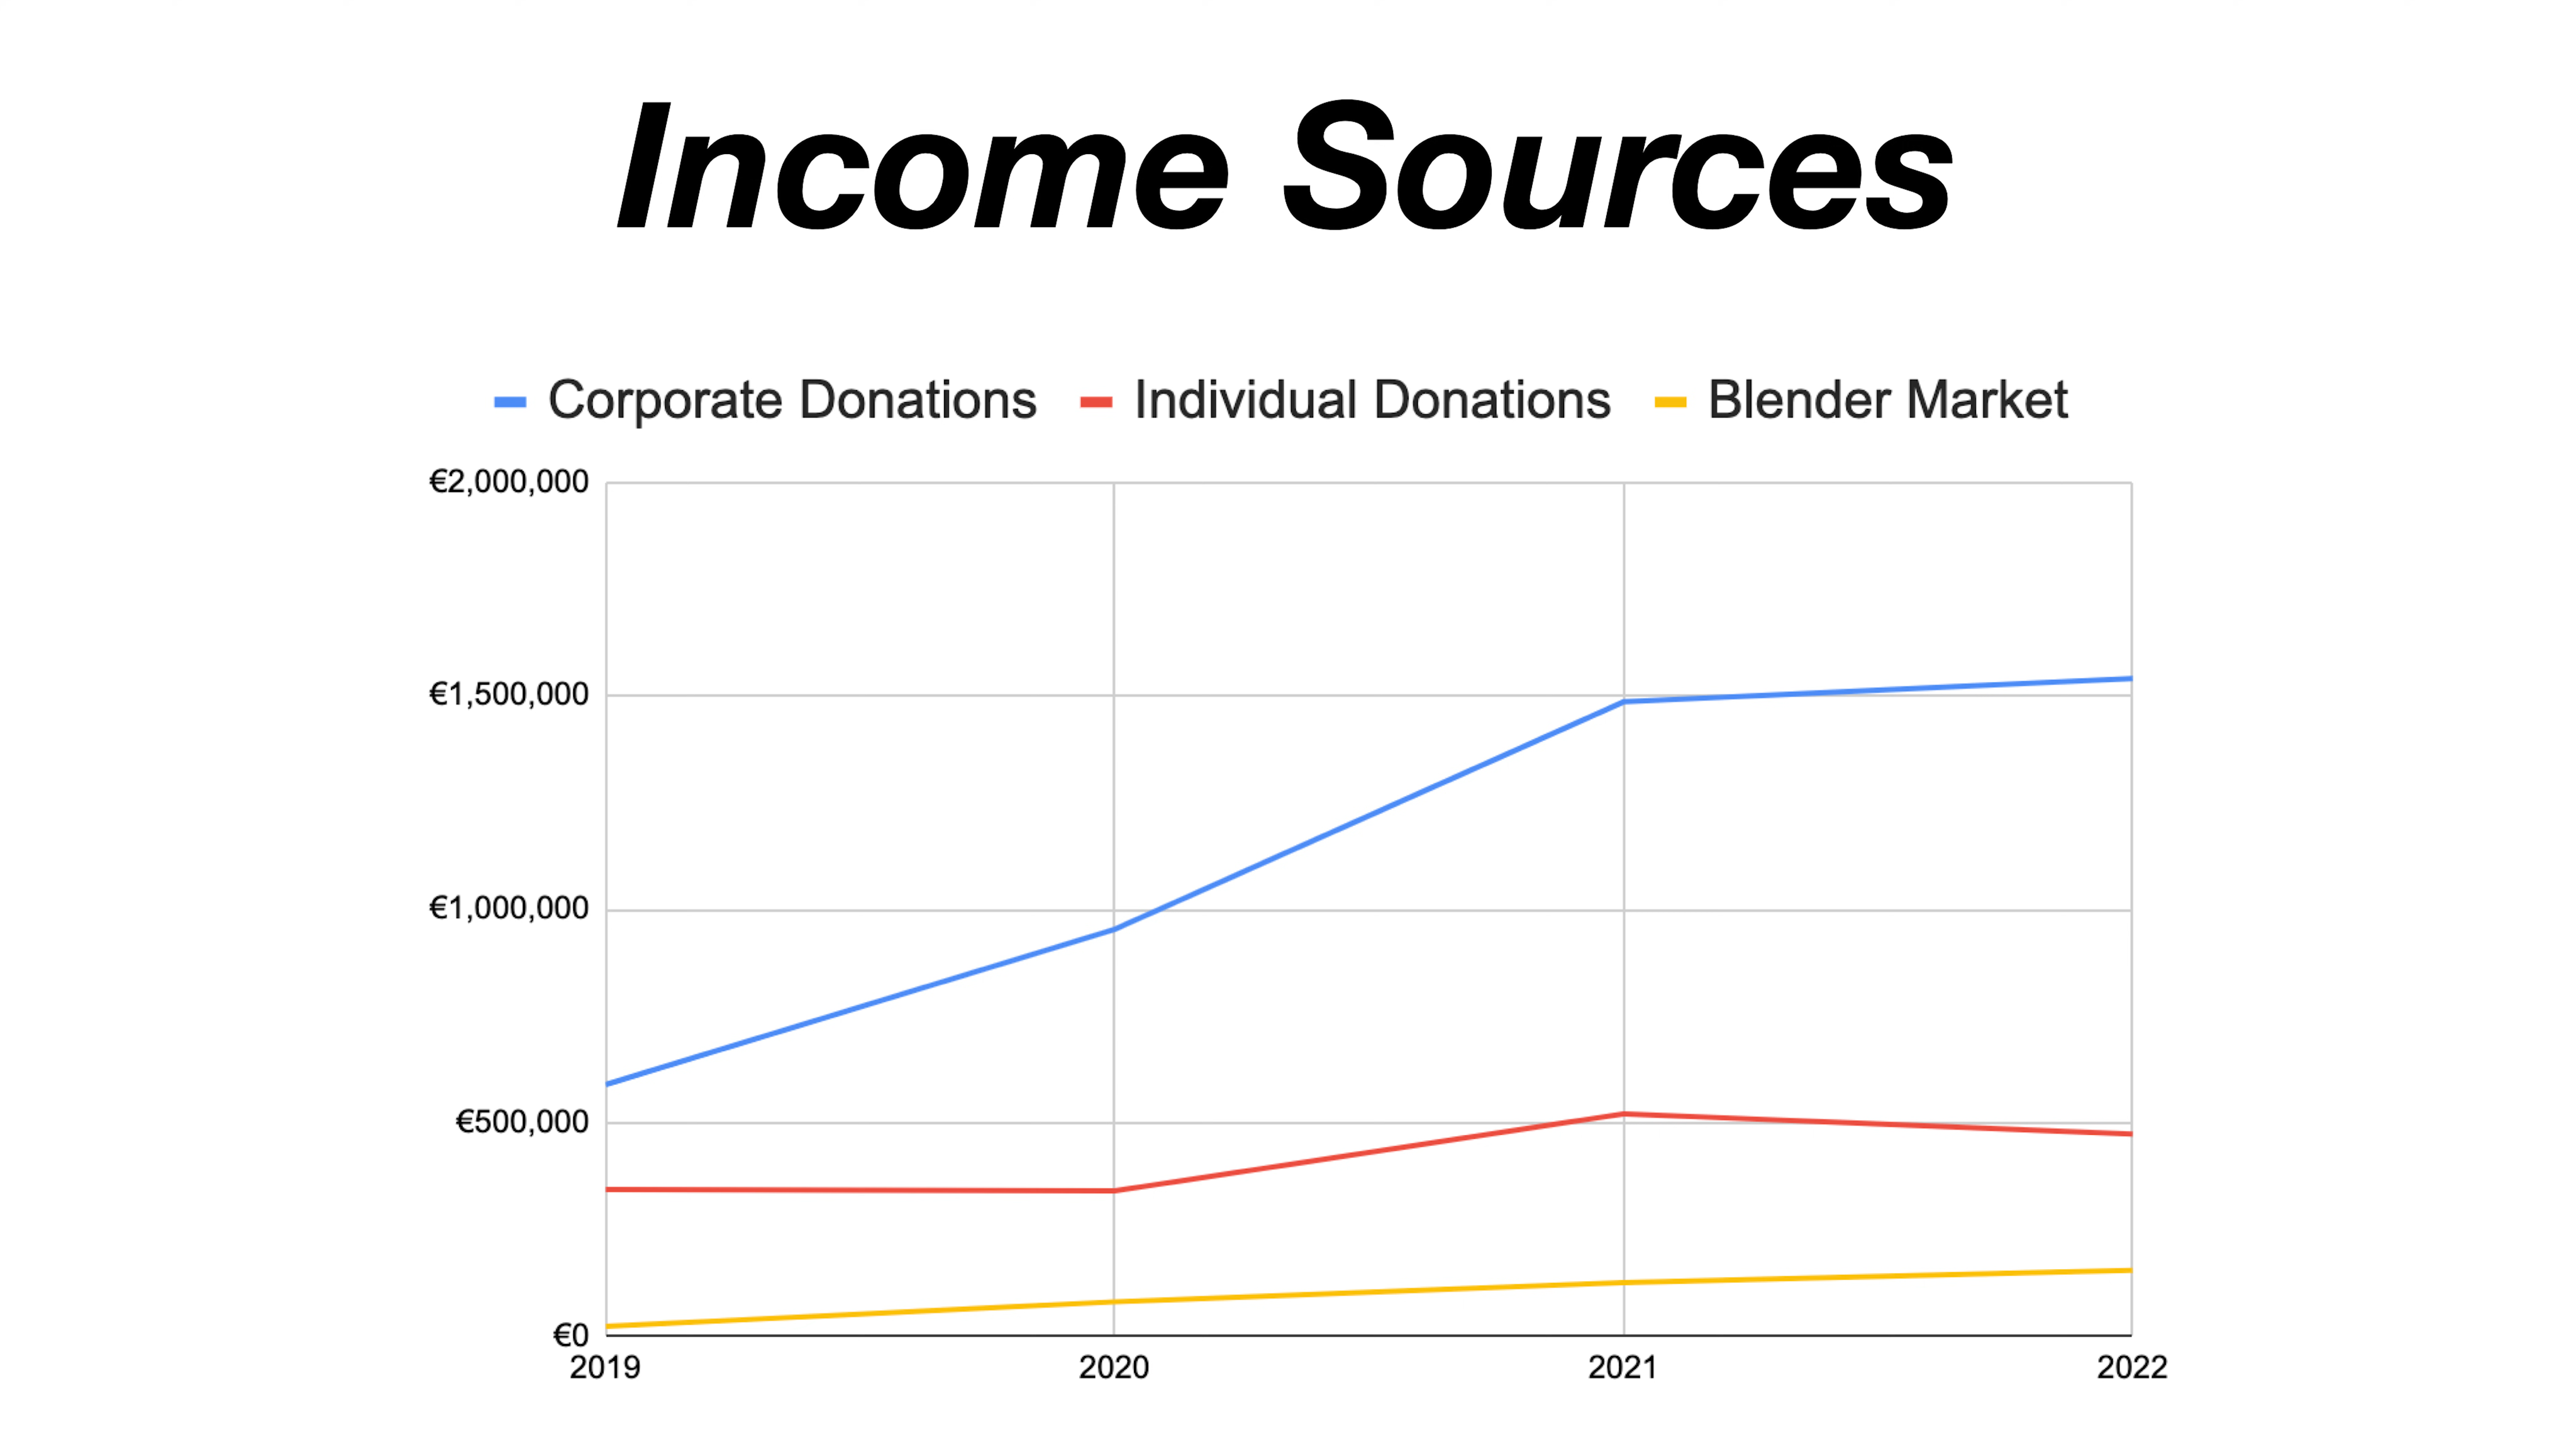 Income Sources
Corporate Donations Individual Donations Blender Market
€2,000,000
€1,500,000
€1,000,000
€500,000
€0
2019 2020 2021 2022